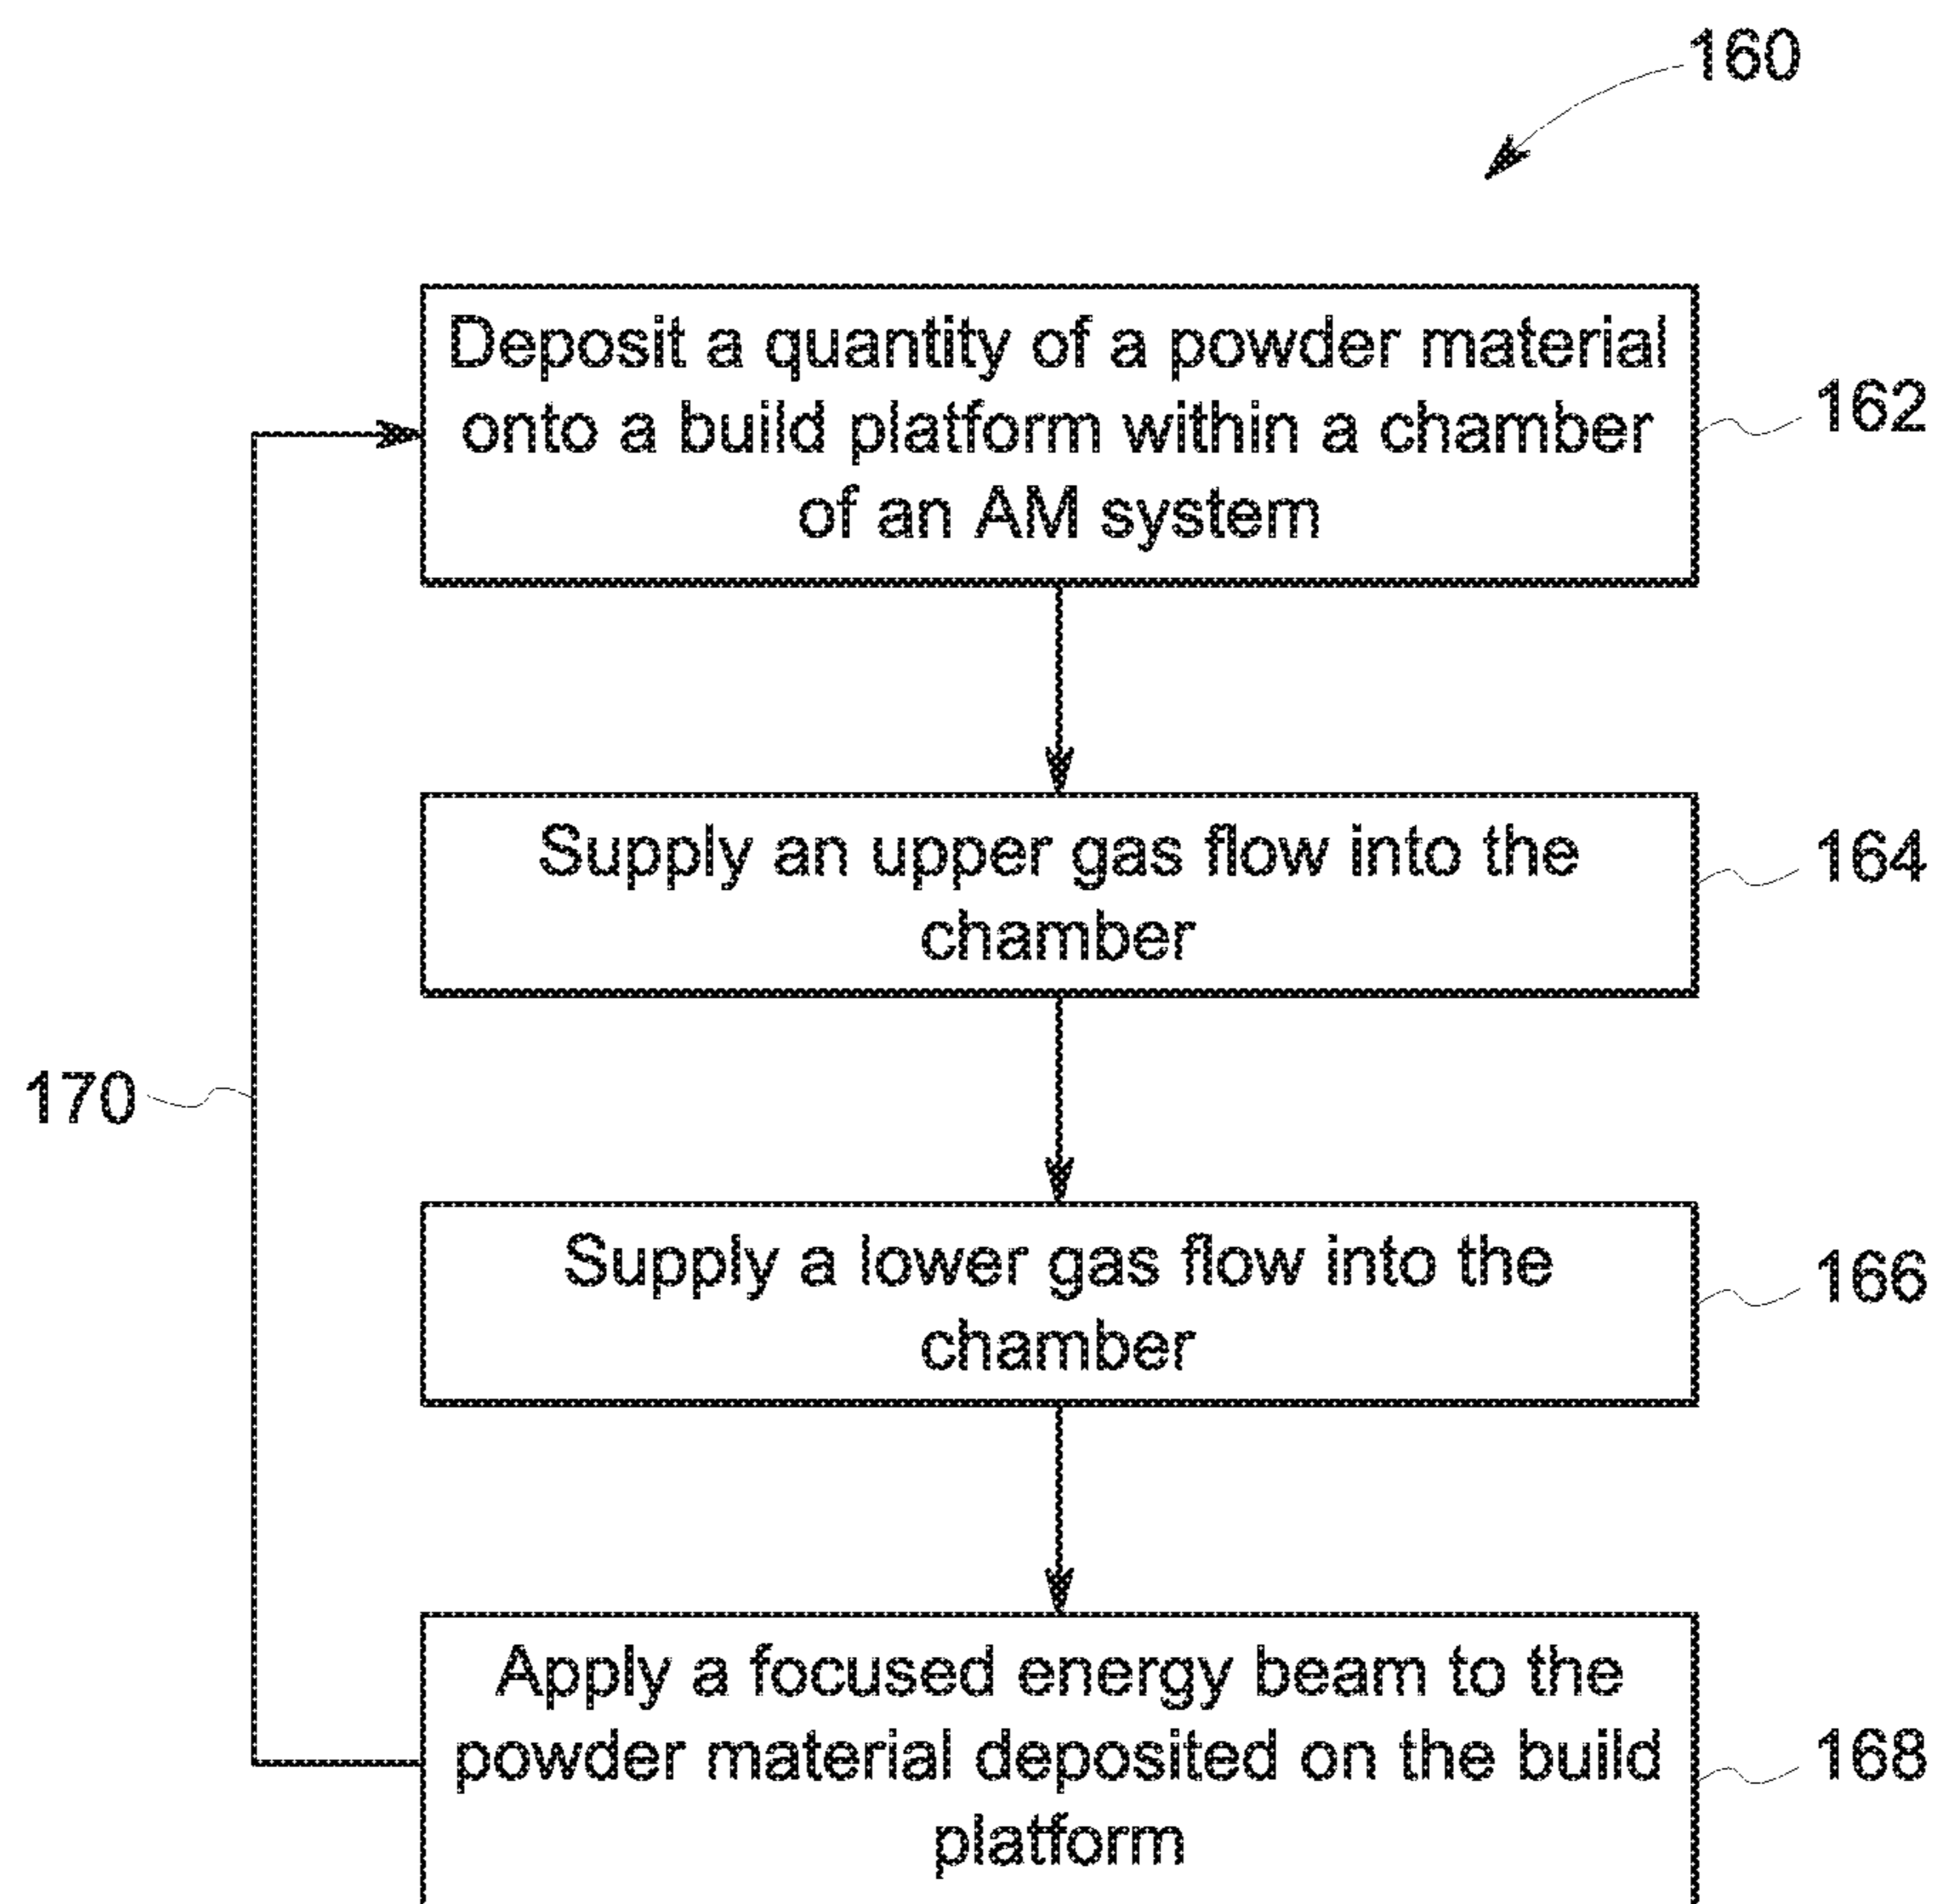 160
Deposit a quantity of a powder material
onto a build platform within a chamber
of an AM system
162
Supply an upper gas flow into the
chamber
164
170
Supply a lower gas flow into the
chamber
166
Apply a focused energy beam to the
powder material deposited on the build
platform
168